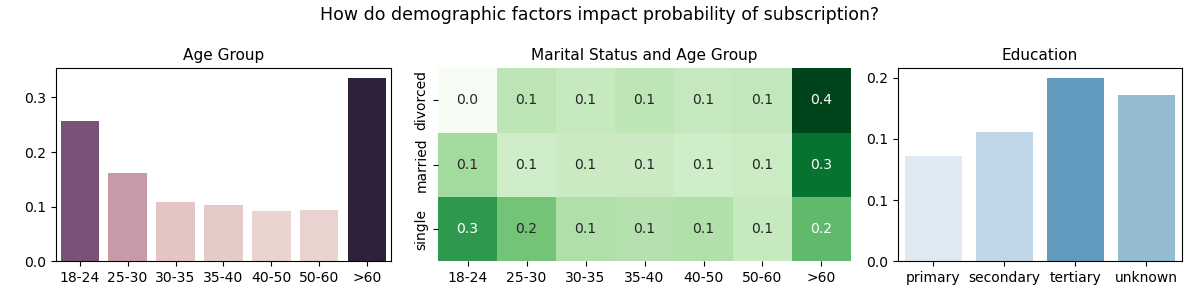 How do demographic factors impact probability of subscription?
Age Group
0.3
0.2
0.1
0.0
18-24 25-30 30-35 35-40 40-50 50-60 >60
Marital Status and Age Group
divorced
0.0 0.1 0.1 0.1 0.1 0.1 0.4
married
0.1 0.1 0.1 0.1 0.1 0.1 0.3
single
0.3 0.2 0.1 0.1 0.1 0.1 0.2
18-24 25-30 30-35 35-40 40-50 50-60 >60
Education
0.2
0.1
0.1
0.0
primary secondary tertiary unknown